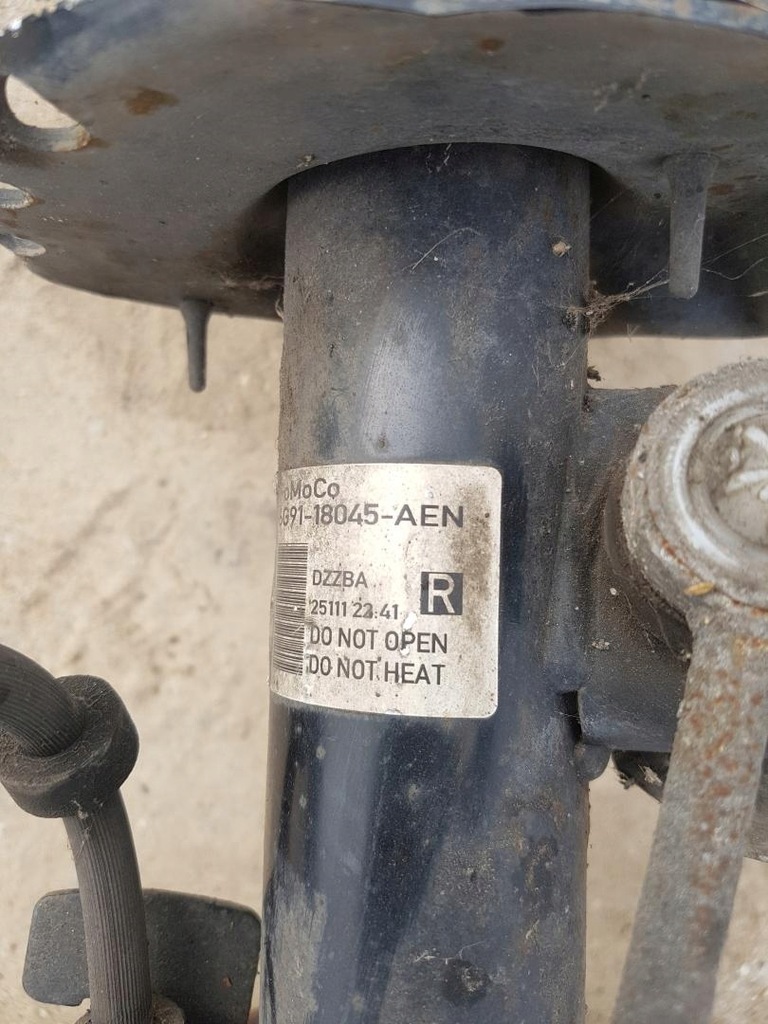 oMoCo
G91-18045-AEN
DZZBA
R
25111 22:41
DO NOT OPEN
DO NOT HEAT